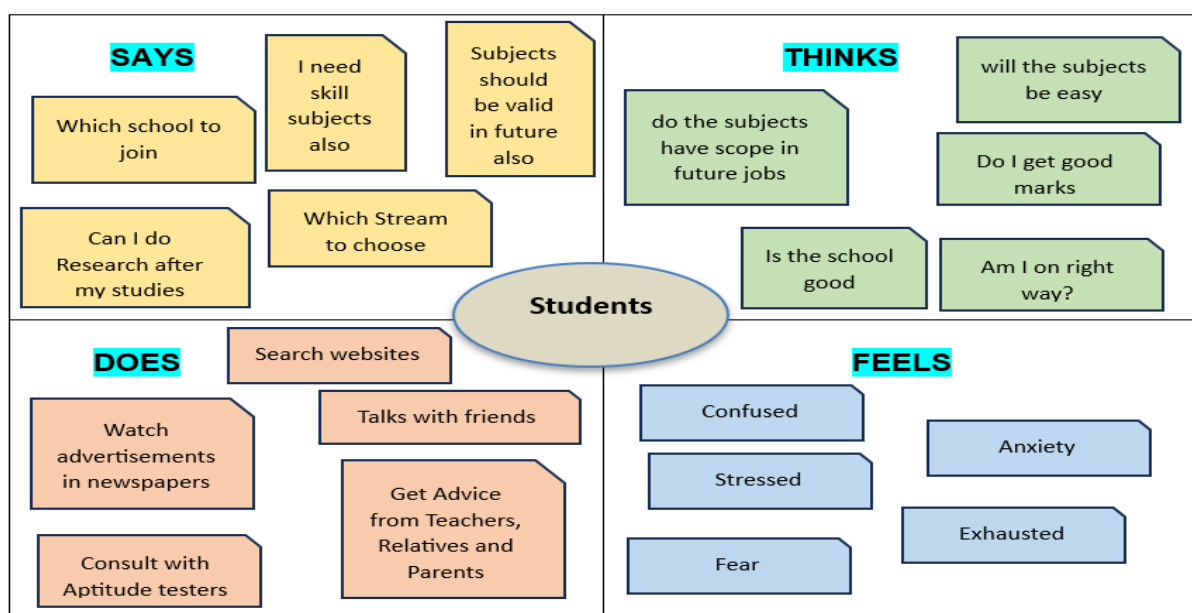 SAYS
Which school to
join
I need
skill
subjects
also
Subjects
should
be valid
in future
also
Can I do
Research after
my studies
Which Stream
to choose
THINKS
do the subjects
have scope in
future jobs
will the subjects
be easy
Do I get good
marks
Is the school
good
Am I on right
way?
Students
DOES
Search websites
Watch
advertisements
in newspapers
Talks with friends
Consult with
Aptitude testers
Get Advice
from Teachers,
Relatives and
Parents
FEELS
Confused
Anxiety
Stressed
Exhausted
Fear